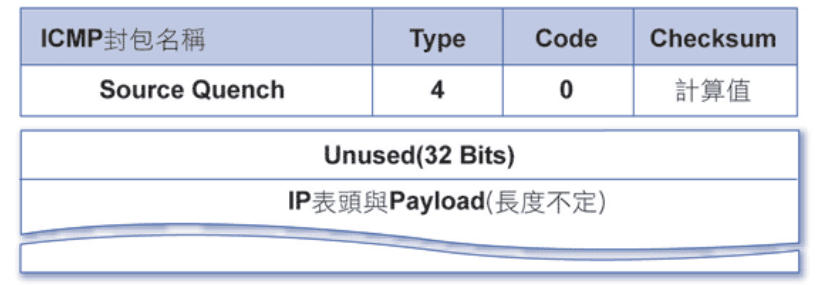 ICMP封包名稱 Type Code Checksum
Source Quench 4 0 計算值
Unused(32 Bits)
IP表頭與Payload(長度不定)